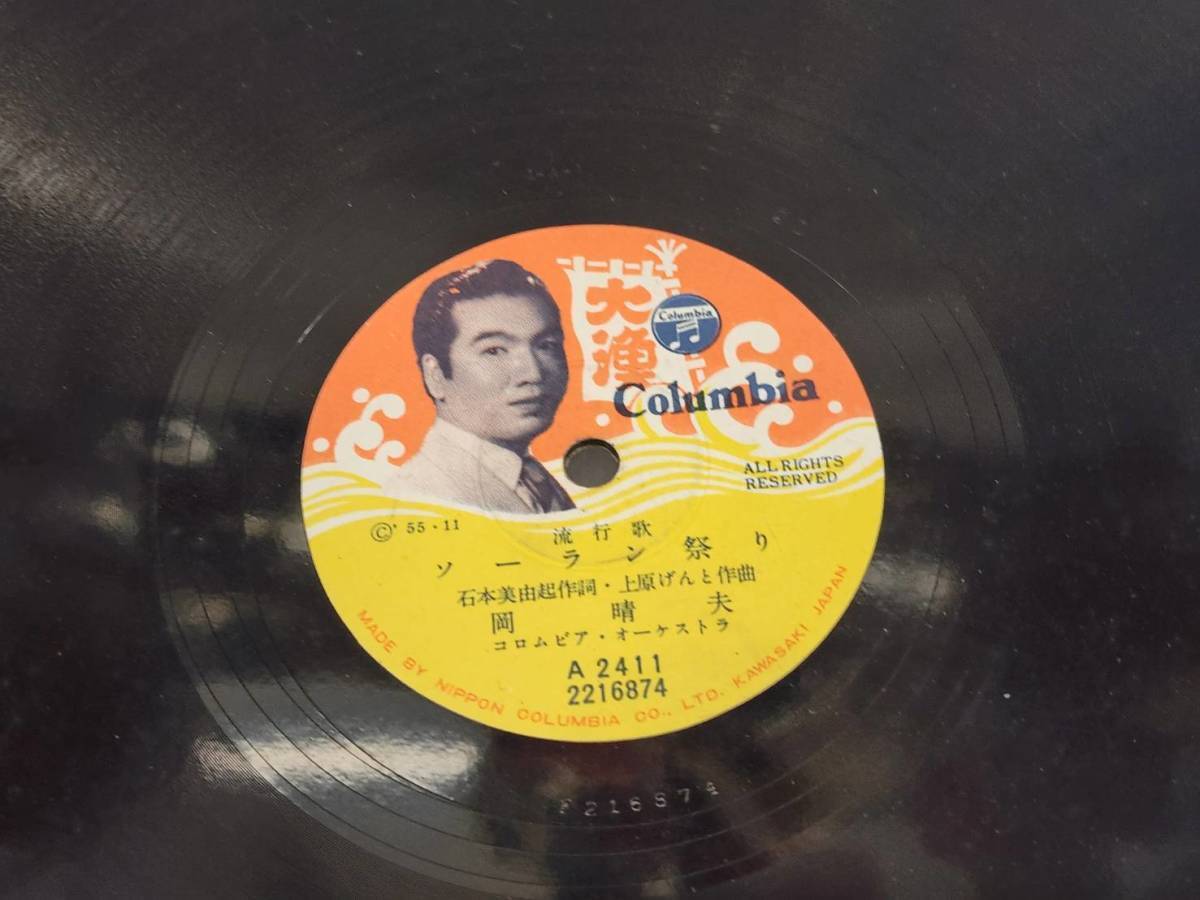 大漁
Columbia
Columbia
ALL RIGHTS
RESERVED
Ⓒ '55・11
流行歌
ソーラン祭り
石本美由起作詞・上原げんと作曲
岡晴夫
コロムビア・オーケストラ
A 2411
2216874
MADE BY NIPPON COLUMBIA CO., LTD. KAWASAKI JAPAN
2216874